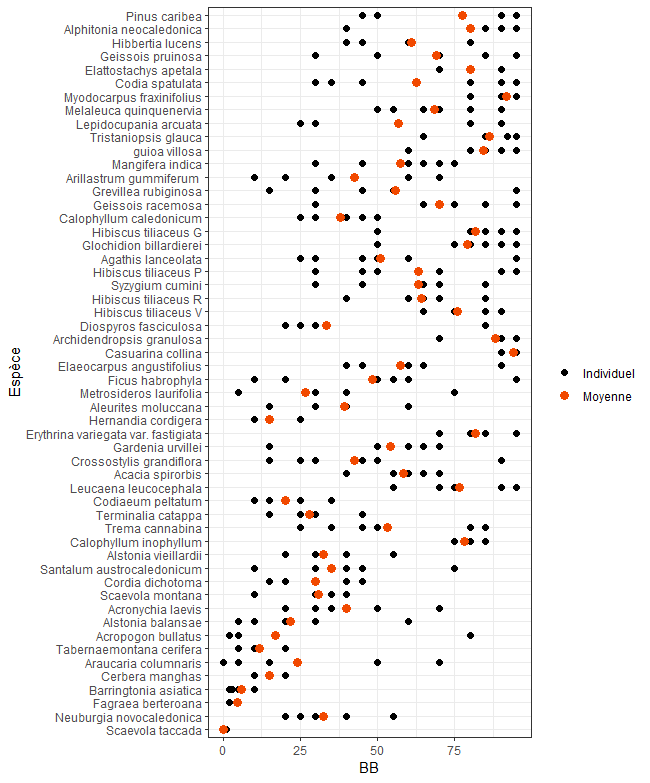 Pinus caribea
Alphitonia neocaledonica
Hibbertia lucens
Geissois pruinosa
Elattostachys apetala
Codia spatulata
Myodocarpus fraxinifolius
Melaleuca quinquenervia
Lepidocupania arcuata
Tristaniopsis glauca
guioa villosa
Mangifera indica
Arillastrum gummiferum
Grevillea rubiginosa
Geissois racemosa
Calophyllum caledonicum
Hibiscus tiliaceus G
Glochidion billardierei
Agathis lanceolata
Hibiscus tiliaceus P
Syzygium cumini
Hibiscus tiliaceus R
Hibiscus tiliaceus V
Diospyros fasciculosa
Archidendropsis granulosa
Casuarina collina
Elaeocarpus angustifolius
Ficus habrophyla
Metrosideros laurifolia
Aleurites moluccana
Hernandia cordigera
Erythrina variegata var. fastigiata
Gardenia urvillei
Crossostylis grandiflora
Acacia spirorbis
Leucaena leucocephala
Codiaeum peltatum
Terminalia catappa
Trema cannabina
Calophyllum inophyllum
Alstonia vieillardii
Santalum austrocaledonicum
Cordia dichotoma
Scaevola montana
Acronychia laevis
Alstonia balansae
Acropogon bullatus
Tabernaemontana cerifera
Araucaria columnaris
Cerbera manghas
Barringtonia asiatica
Fagraea berteroana
Neuburgia novocaledonica
Scaevola taccada
Espèce
0 25 50 75
BB
Individuel
Moyenne